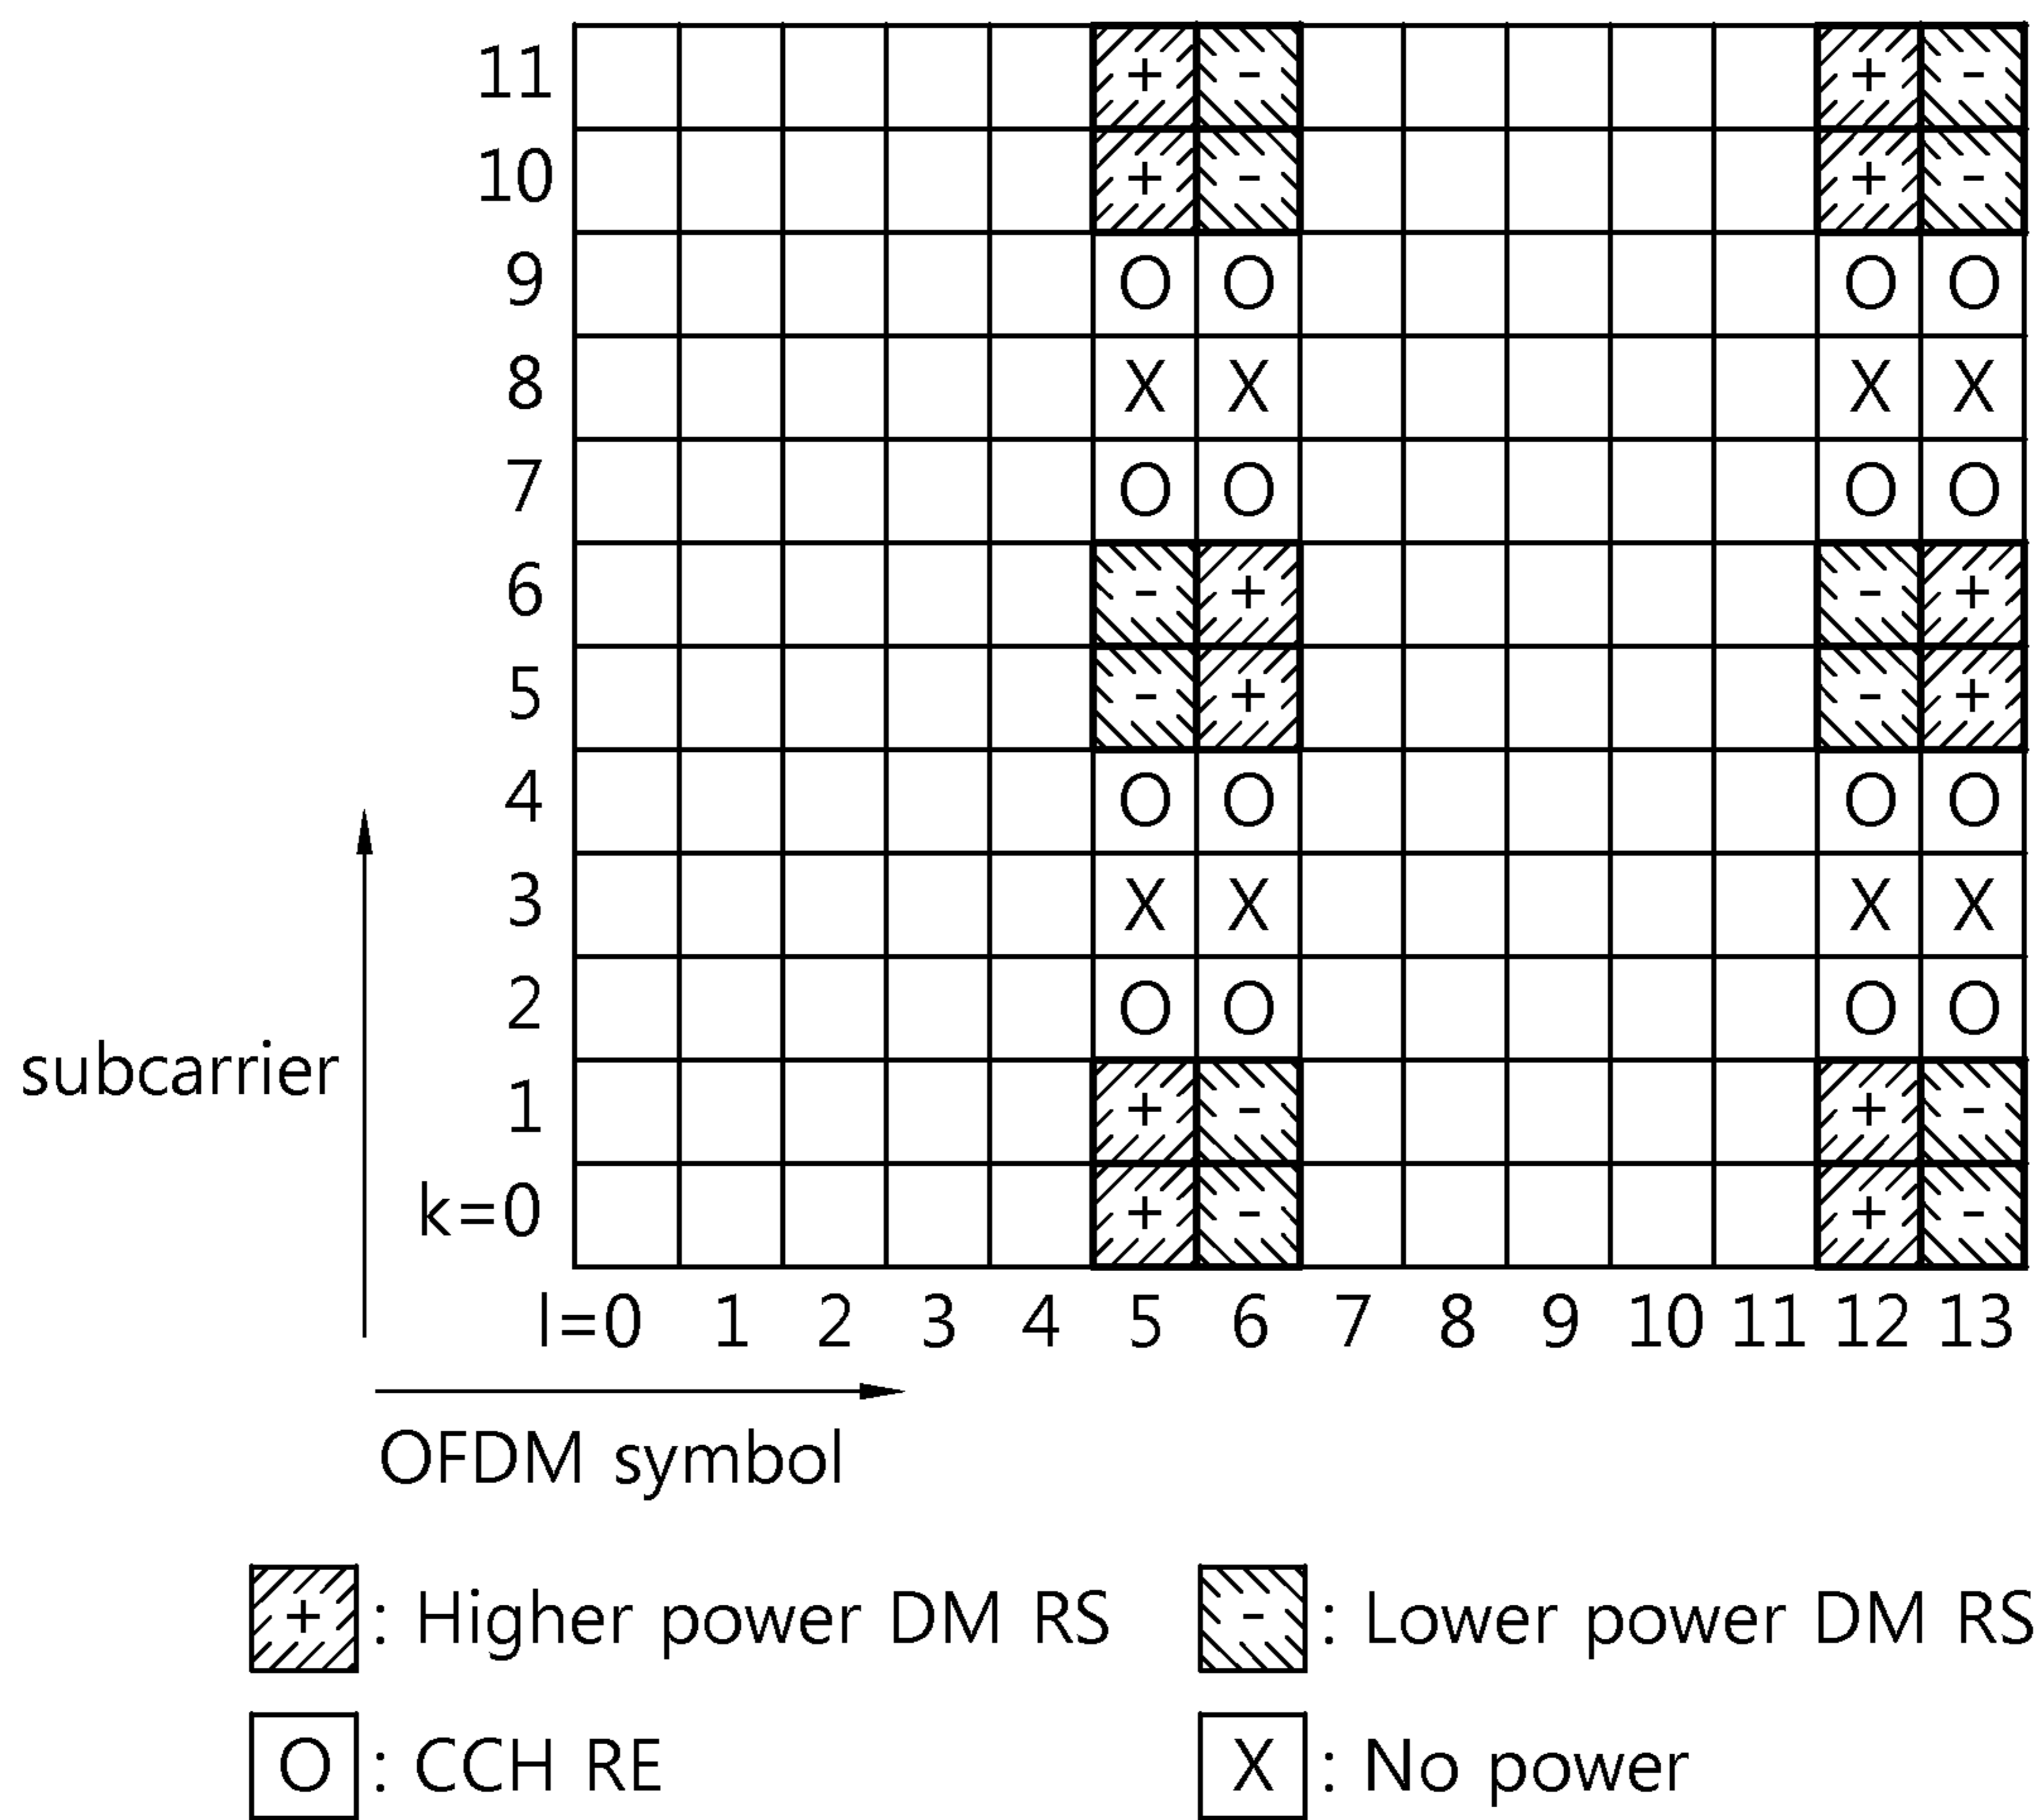 11 + - + -
10 + - + -
9 O O O O
8 X X X X
7 O O O O
6 - + - +
5 - + - +
4 O O O O
3 X X X X
2 O O O O
subcarrier
1 + - + -
k=0 + - + -
l=0 1 2 3 4 5 6 7 8 9 10 11 12 13
OFDM symbol
+ : Higher power DM RS
- : Lower power DM RS
O : CCH RE
X : No power